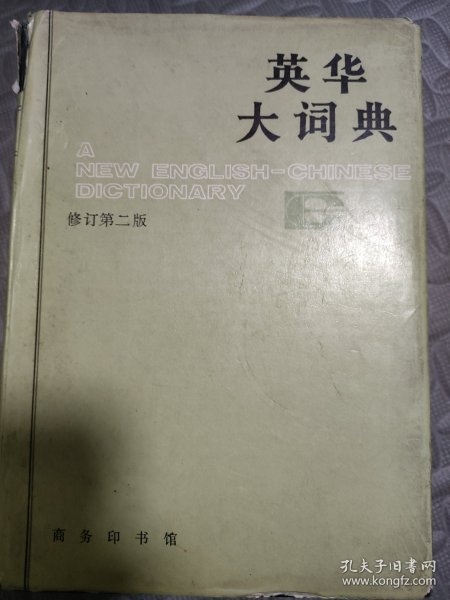 英华
大词典
A
NEW ENGLISH-CHINESE
DICTIONARY
修订第二版
商务印书馆
孔夫子旧书网
www.kongfz.com